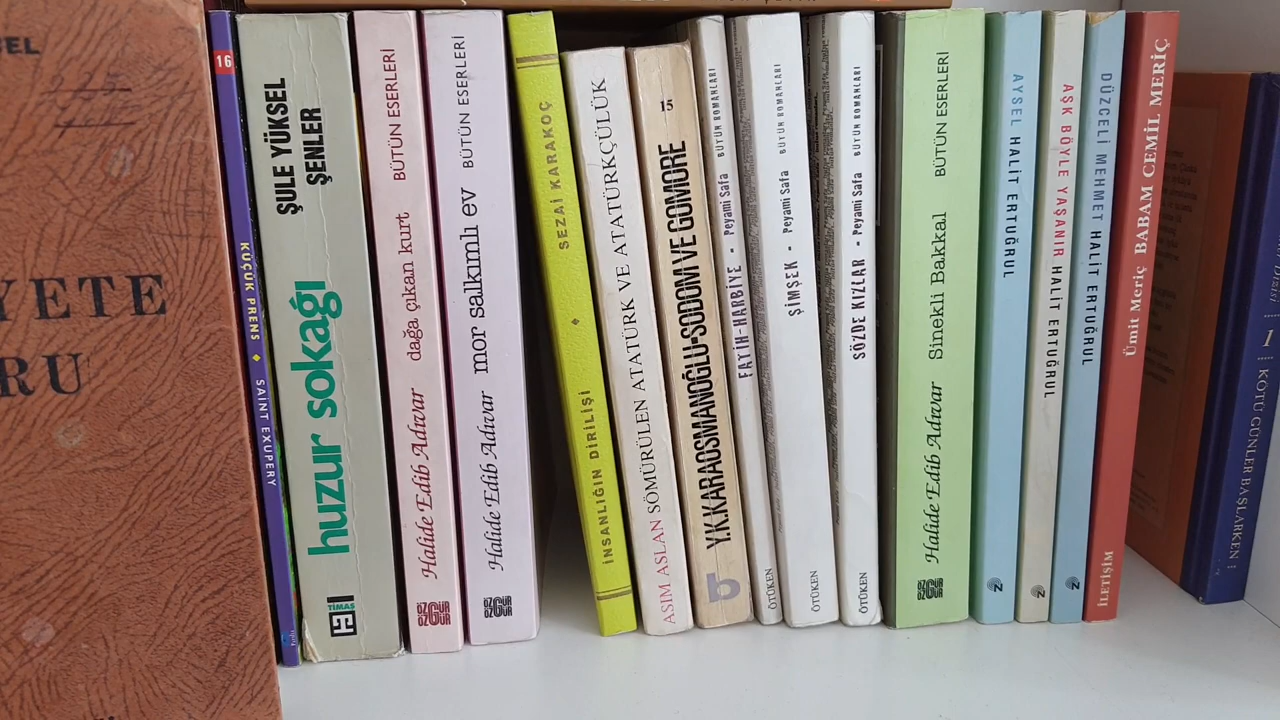 SEL
YETE
RU
16
KÜÇÜK PRENS ◆ SAINT EXUPERY
ŞULE YÜKSEL
ŞENLER
huzur sokağı
TİMAŞ
Halide Edib Adıvar dağa çıkan kurt BÜTÜN ESERLERİ
ÖZGÜR
Halide Edib Adıvar mor salkımlı ev BÜTÜN ESERLERİ
ÖZGÜR
İNSANLIĞIN DİRİLİŞİ ◆ SEZAİ KARAKOÇ
ASIM ASLAN SÖMÜRÜLEN ATATÜRK VE ATATÜRKÇÜLÜK
15
Y.K.KARAOSMANOĞLU-SODOM VE GOMORE
b
FATİH-HARBİYE - Peyami Safa BÜTÜN ROMANLARI
ÖTÜKEN
ŞİMŞEK - Peyami Safa BÜTÜN ROMANLARI
ÖTÜKEN
SÖZDE KIZLAR - Peyami Safa BÜTÜN ROMANLARI
ÖTÜKEN
Halide Edib Adıvar Sinekli Bakkal BÜTÜN ESERLERİ
ÖZGÜR
AYSEL HALİT ERTUĞRUL
AŞK BÖYLE YAŞANIR HALİT ERTUĞRUL
DÜZCELİ MEHMET HALİT ERTUĞRUL
Ümit Meriç BABAM CEMİL MERİÇ
İLETİŞİM
1
KÖTÜ GÜNLER BAŞLARKEN